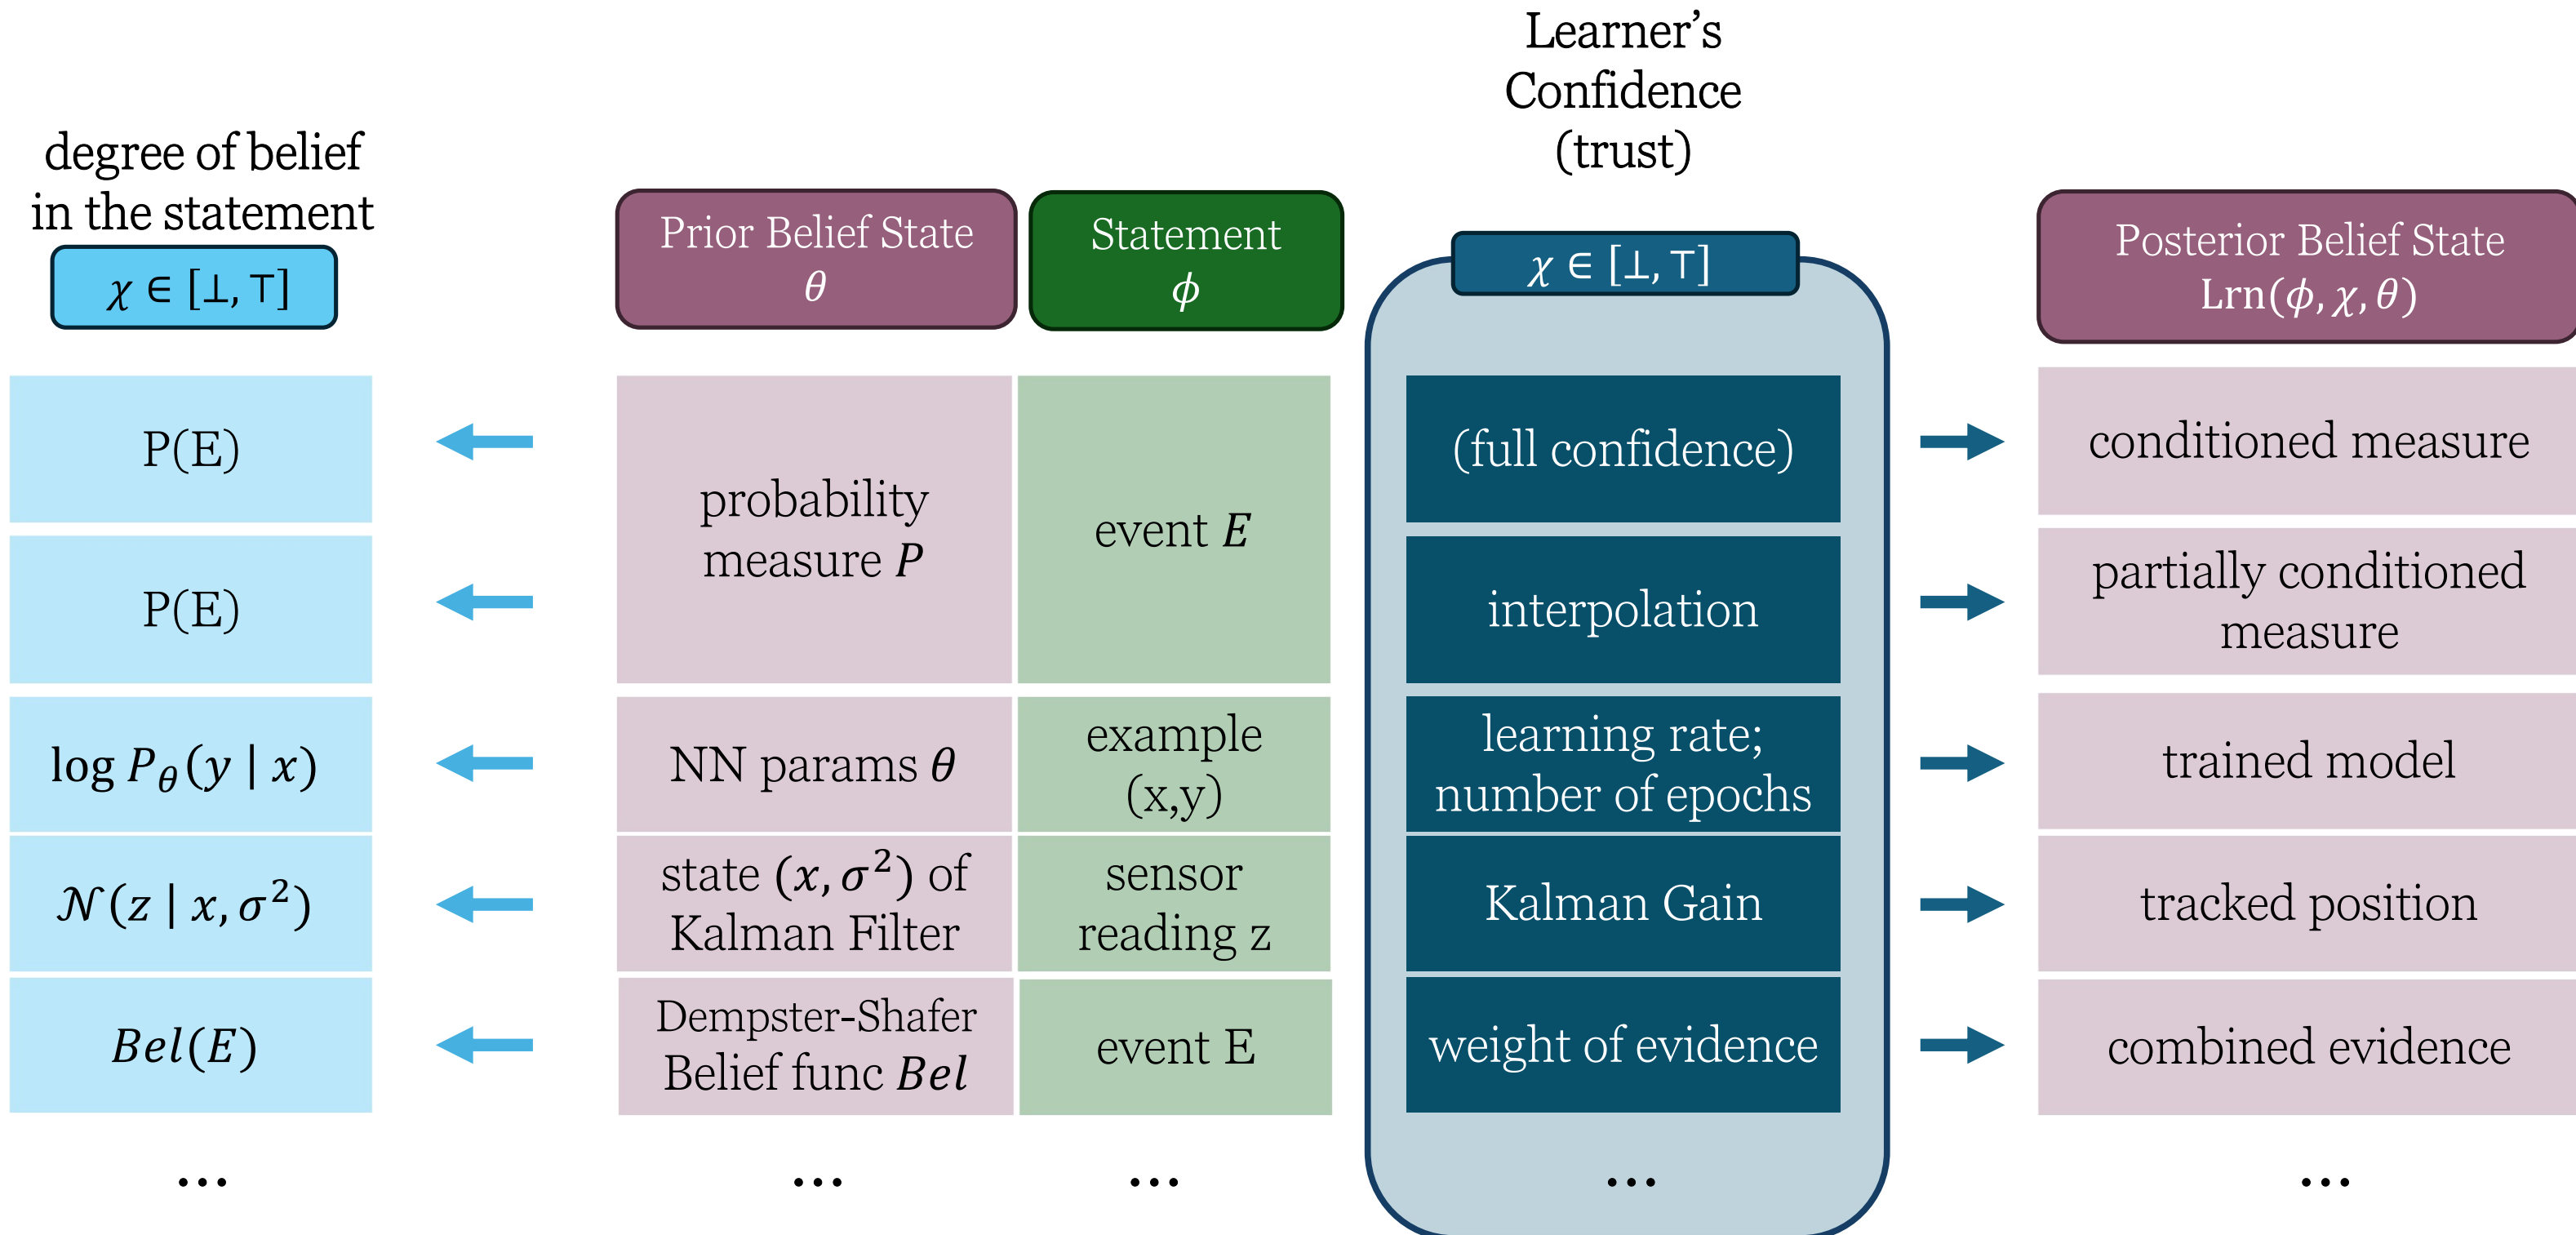 Learner's
Confidence
(trust)
degree of belief
in the statement
χ ∈ [⊥, ⊤]
Prior Belief State
θ
Statement
ϕ
χ ∈ [⊥, ⊤]
Posterior Belief State
Lrn(ϕ, χ, θ)
P(E)
probability
measure P
event E
(full confidence)
conditioned measure
P(E)
interpolation
partially conditioned
measure
log P_θ(y | x)
NN params θ
example
(x,y)
learning rate;
number of epochs
trained model
𝒩(z | x, σ²)
state (x, σ²) of
Kalman Filter
sensor
reading z
Kalman Gain
tracked position
Bel(E)
Dempster-Shafer
Belief func Bel
event E
weight of evidence
combined evidence
...
...
...
...
...